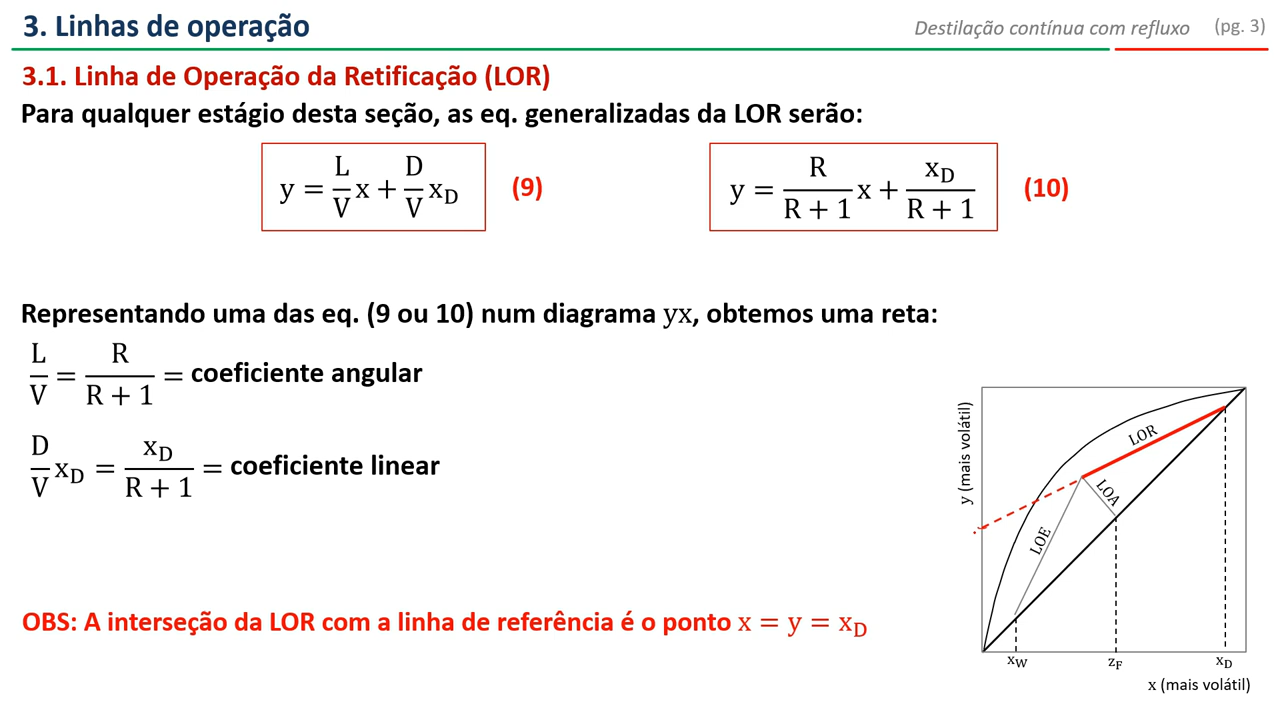 3. Linhas de operação
Destilação contínua com refluxo (pg. 3)
3.1. Linha de Operação da Retificação (LOR)
Para qualquer estágio desta seção, as eq. generalizadas da LOR serão:
y = L/V x + D/V x_D (9)
y = R/(R + 1) x + x_D/(R + 1) (10)
Representando uma das eq. (9 ou 10) num diagrama yx, obtemos uma reta:
L/V = R/(R + 1) = coeficiente angular
D/V x_D = x_D/(R + 1) = coeficiente linear
OBS: A interseção da LOR com a linha de referência é o ponto x = y = x_D
y (mais volátil)
LOR
LOA
LOE
x_W
z_F
x_D
x (mais volátil)